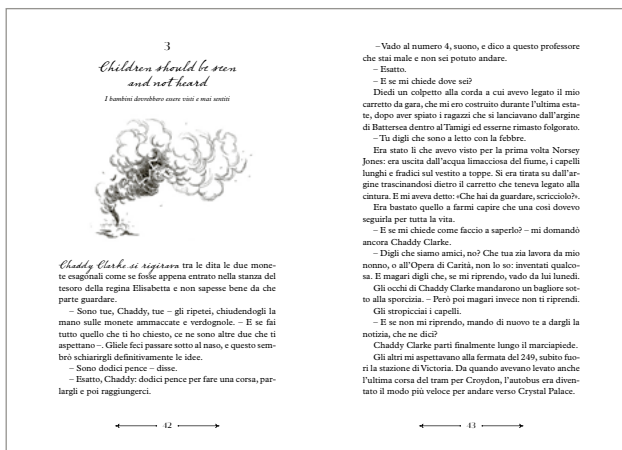 3
Children should be seen
and not heard
I bambini dovrebbero essere visti e mai sentiti
Chaddy Clarke si rigirava tra le dita le due mone-
te esagonali come se fosse appena entrato nella stanza del
tesoro della regina Elisabetta e non sapesse bene da che
parte guardare.
– Sono tue, Chaddy, tue – gli ripetei, chiudendogli la
mano sulle monete ammaccate e verdognole. – E se fai
tutto quello che ti ho chiesto, ce ne sono altre due che ti
aspettano –. Gliele feci passare sotto al naso, e questo sem-
brò schiarirgli definitivamente le idee.
– Sono dodici pence – disse.
– Esatto, Chaddy: dodici pence per fare una corsa, par-
largli e poi raggiungerci.
42
– Vado al numero 4, suono, e dico a questo professore
che stai male e non sei potuto andare.
– Esatto.
– E se mi chiede dove sei?
Diedi un colpetto alla corda a cui avevo legato il mio
carretto da gara, che mi ero costruito durante l'ultima esta-
te, dopo aver spiato i ragazzi che si lanciavano dall'argine
di Battersea dentro al Tamigi ed esserne rimasto folgorato.
– Tu digli che sono a letto con la febbre.
Era stato lì che avevo visto per la prima volta Norsey
Jones: era uscita dall'acqua limacciosa del fiume, i capelli
lunghi e fradici sul vestito a toppe. Si era tirata su dall'ar-
gine trascinandosi dietro il carretto che teneva legato alla
cintura. E mi aveva detto: «Che hai da guardare, scricciolo?».
Era bastato quello a farmi capire che una così dovevo
seguirla per tutta la vita.
– E se mi chiede come faccio a saperlo? – mi domandò
ancora Chaddy Clarke.
– Digli che siamo amici, no? Che tua zia lavora da mio
nonno, o all'Opera di Carità, non lo so: inventati qualco-
sa. E magari digli che, se mi riprendo, vado da lui lunedì.
Gli occhi di Chaddy Clarke mandarono un bagliore sot-
to alla sporcizia. – Però poi magari invece non ti riprendi.
Gli stropicciai i capelli.
– E se non mi riprendo, mando di nuovo te a dargli la
notizia, che ne dici?
Chaddy Clarke partì finalmente lungo il marciapiede.
Gli altri mi aspettavano alla fermata del 249, subito fuo-
ri la stazione di Victoria. Da quando avevano levato anche
l'ultima corsa del tram per Croydon, l'autobus era diven-
tato il modo più veloce per andare verso Crystal Palace.
43